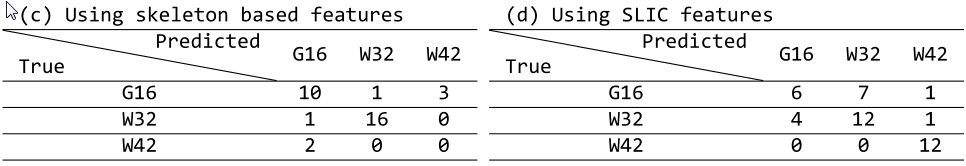 (c) Using skeleton based features
Predicted
True
G16 W32 W42
G16 10 1 3
W32 1 16 0
W42 2 0 0
(d) Using SLIC features
Predicted
True
G16 W32 W42
G16 6 7 1
W32 4 12 1
W42 0 0 12